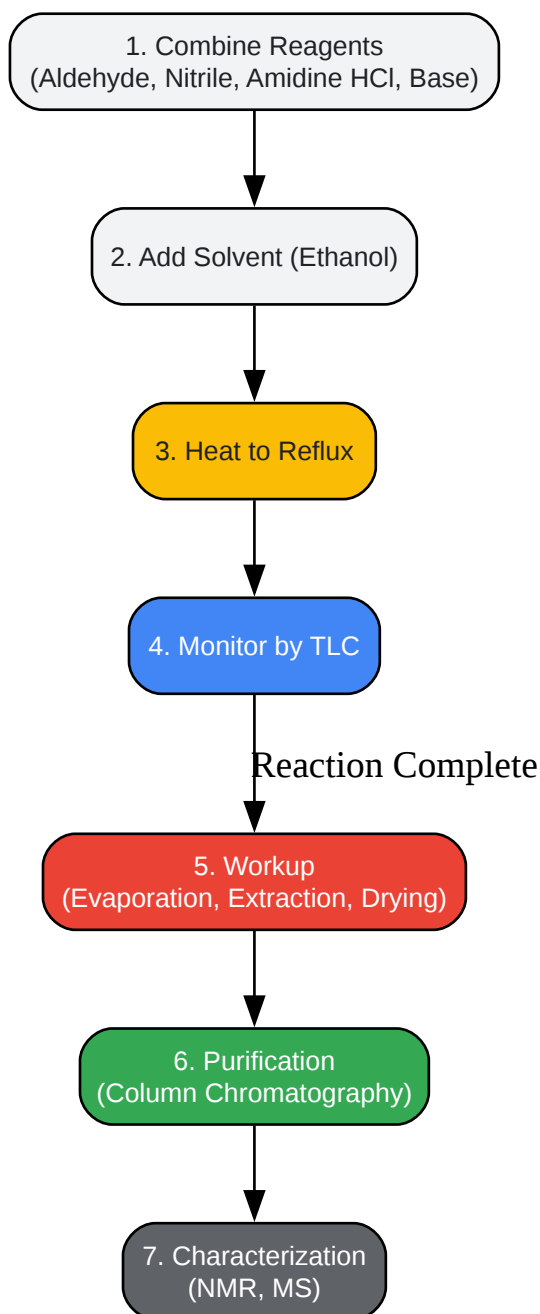 1. Combine Reagents
(Aldehyde, Nitrile, Amidine HCl, Base)
2. Add Solvent (Ethanol)
3. Heat to Reflux
4. Monitor by TLC
Reaction Complete
5. Workup
(Evaporation, Extraction, Drying)
6. Purification
(Column Chromatography)
7. Characterization
(NMR, MS)